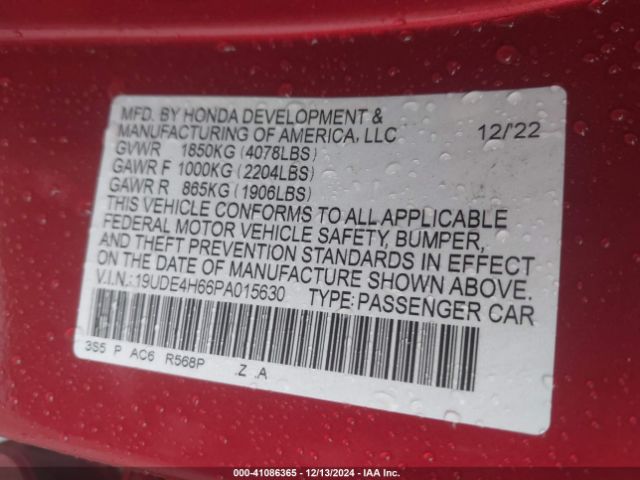 MFD. BY HONDA DEVELOPMENT &
MANUFACTURING OF AMERICA, LLC 12/'22
GVWR 1850KG (4078LBS)
GAWR F 1000KG (2204LBS)
GAWR R 865KG (1906LBS)
THIS VEHICLE CONFORMS TO ALL APPLICABLE
FEDERAL MOTOR VEHICLE SAFETY, BUMPER,
AND THEFT PREVENTION STANDARDS IN EFFECT
ON THE DATE OF MANUFACTURE SHOWN ABOVE.
V.I.N.: 19UDE4H66PA015630 TYPE: PASSENGER CAR
3S5 P AC6 R568P Z A
000-41086365 - 12/13/2024 - IAA Inc.